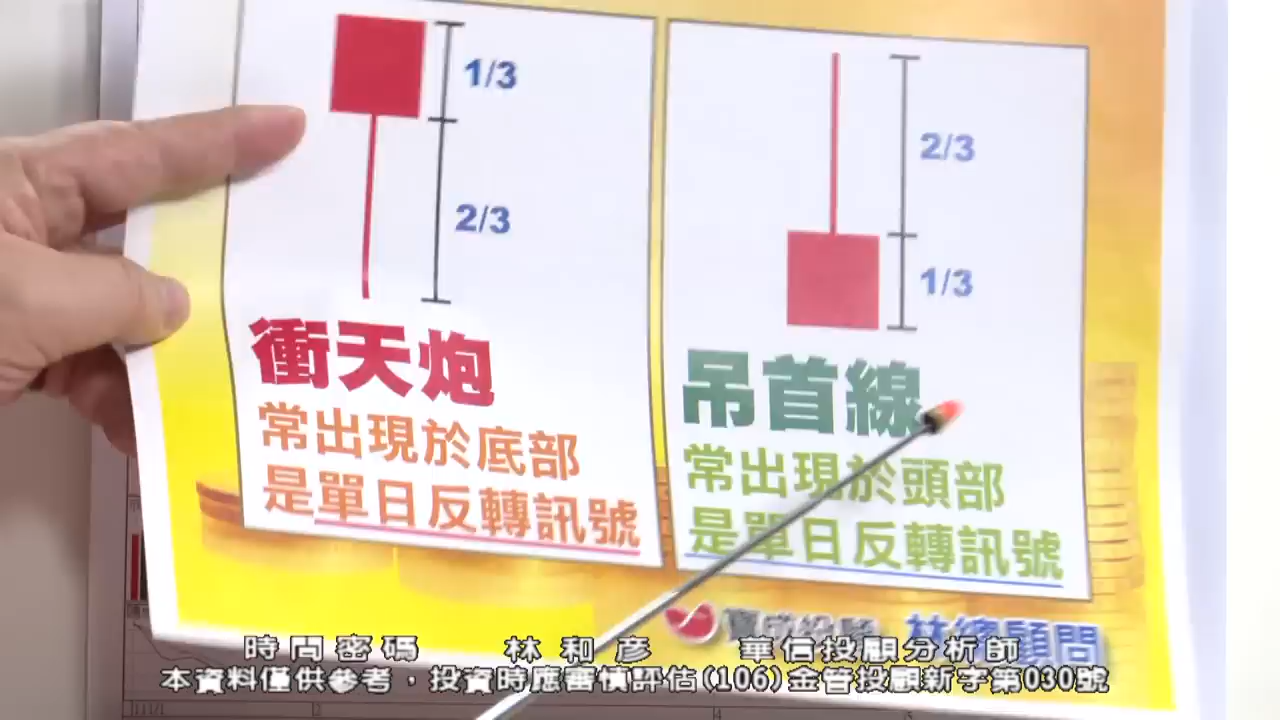 1/3
2/3
衝天炮
常出現於底部
是單日反轉訊號
2/3
1/3
吊首線
常出現於頭部
是單日反轉訊號
林總顧問
時間密碼 林和彥 華信投顧分析師
本資料僅供參考，投資時應審慎評估(106)金管投顧新字第030號